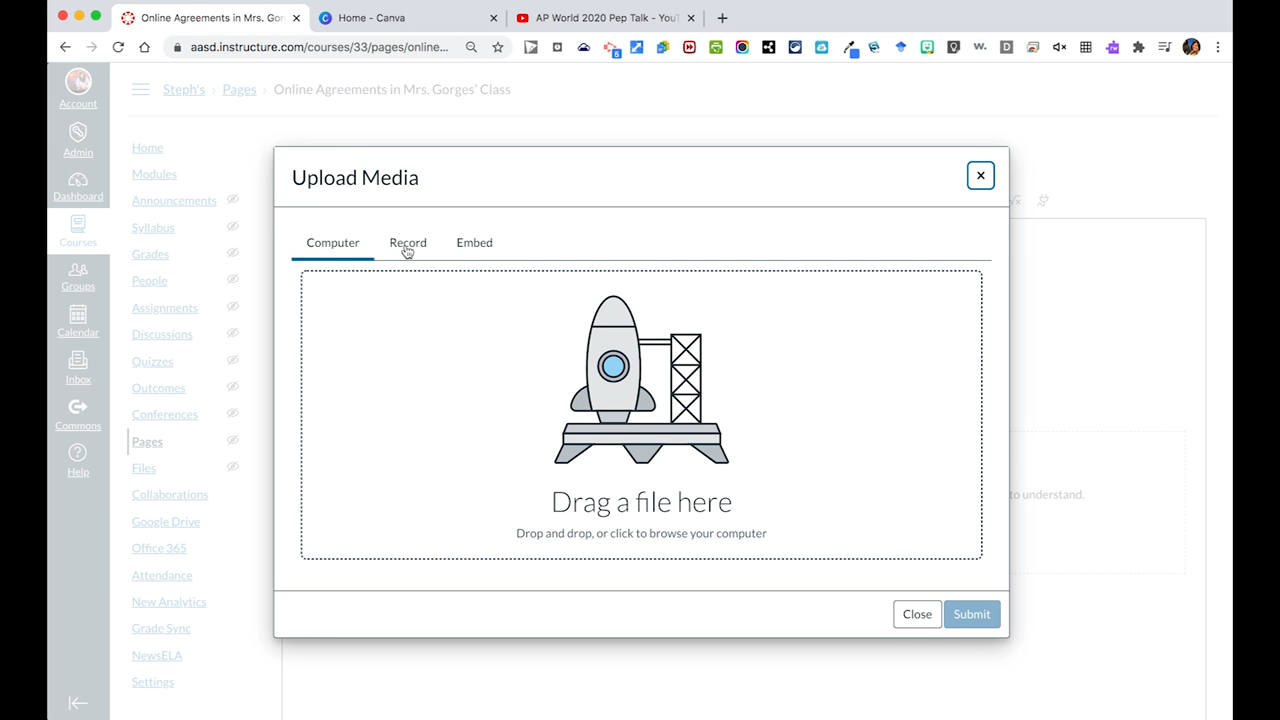 Online Agreements in Mrs. Gor
Home - Canva
AP World 2020 Pep Talk - YouT
aasd.instructure.com/courses/33/pages/online...
Account
Admin
Dashboard
Courses
Groups
Calendar
Inbox
Commons
Help
Steph's › Pages › Online Agreements in Mrs. Gorges' Class
Home
Modules
Announcements
Syllabus
Grades
People
Assignments
Discussions
Quizzes
Outcomes
Conferences
Pages
Files
Collaborations
Google Drive
Office 365
Attendance
New Analytics
Grade Sync
NewsELA
Settings
Upload Media
Computer Record Embed
Drag a file here
Drop and drop, or click to browse your computer
Close Submit
to understand.